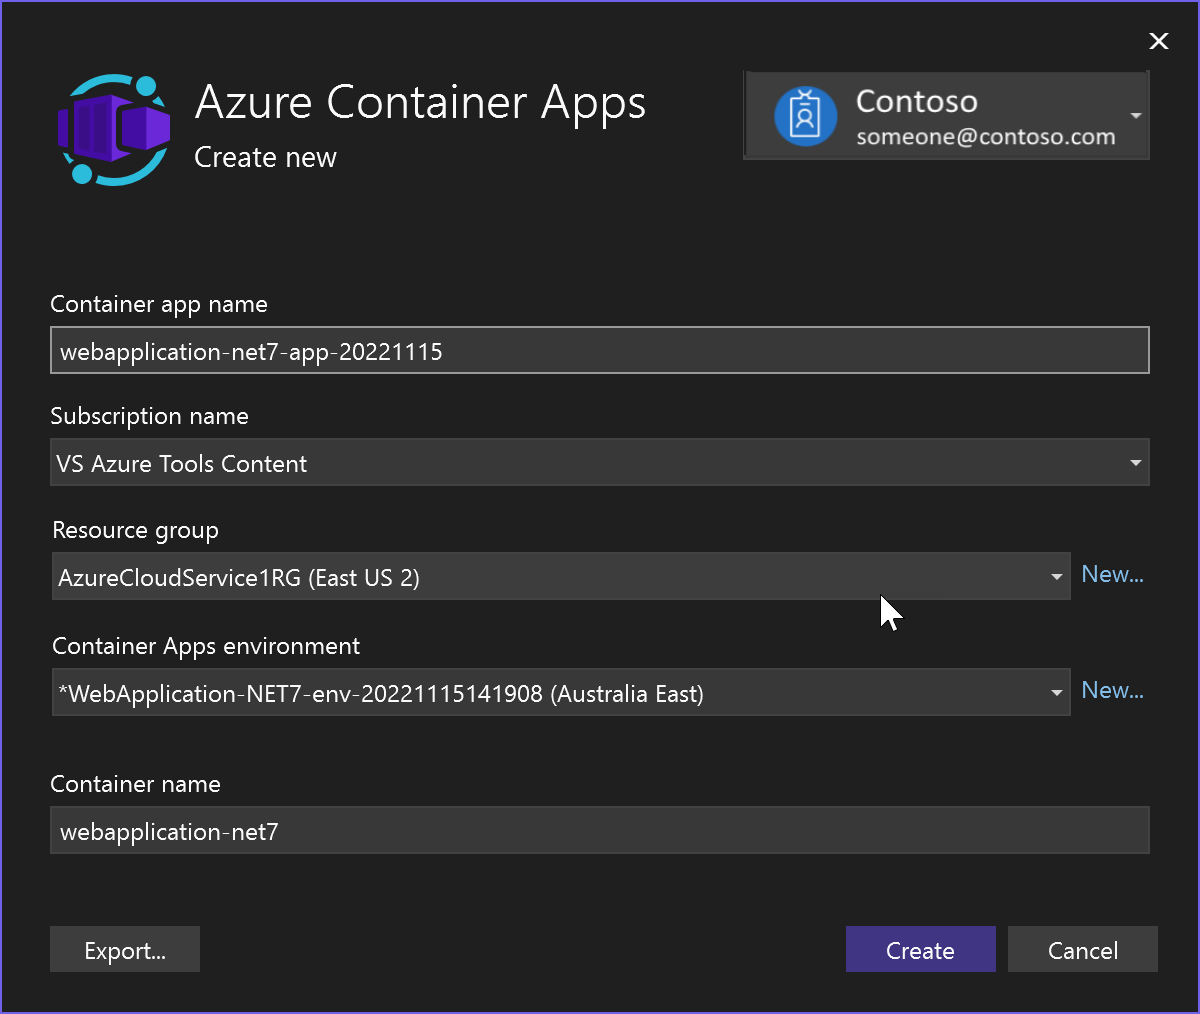 Azure Container Apps
Create new
Contoso
someone@contoso.com
Container app name
webapplication-net7-app-20221115
Subscription name
VS Azure Tools Content
Resource group
AzureCloudService1RG (East US 2)
New...
Container Apps environment
*WebApplication-NET7-env-20221115141908 (Australia East)
New...
Container name
webapplication-net7
Export...
Create
Cancel